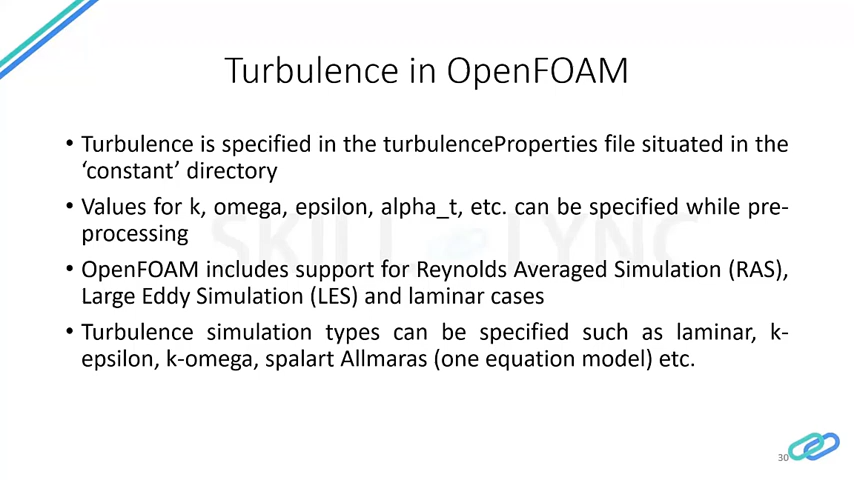 Turbulence in OpenFOAM
• Turbulence is specified in the turbulenceProperties file situated in the
‘constant’ directory
• Values for k, omega, epsilon, alpha_t, etc. can be specified while pre-
processing
SKILL LYNC
• OpenFOAM includes support for Reynolds Averaged Simulation (RAS),
Large Eddy Simulation (LES) and laminar cases
• Turbulence simulation types can be specified such as laminar, k-
epsilon, k-omega, spalart Allmaras (one equation model) etc.
30